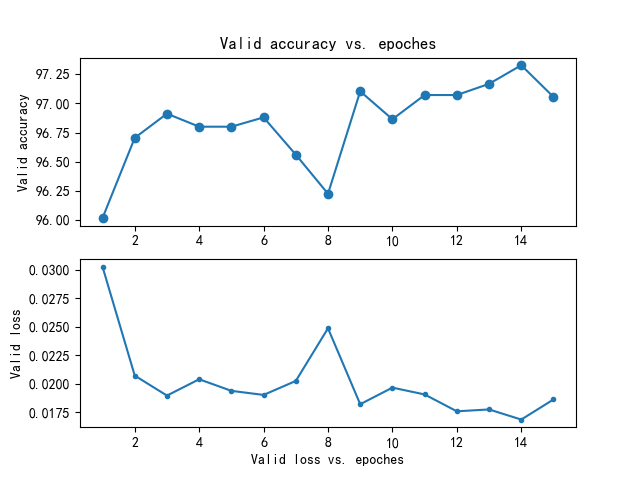 Valid accuracy vs. epoches
Valid accuracy
97.25
97.00
96.75
96.50
96.25
96.00
2 4 6 8 10 12 14
Valid loss
0.0300
0.0275
0.0250
0.0225
0.0200
0.0175
2 4 6 8 10 12 14
Valid loss vs. epoches